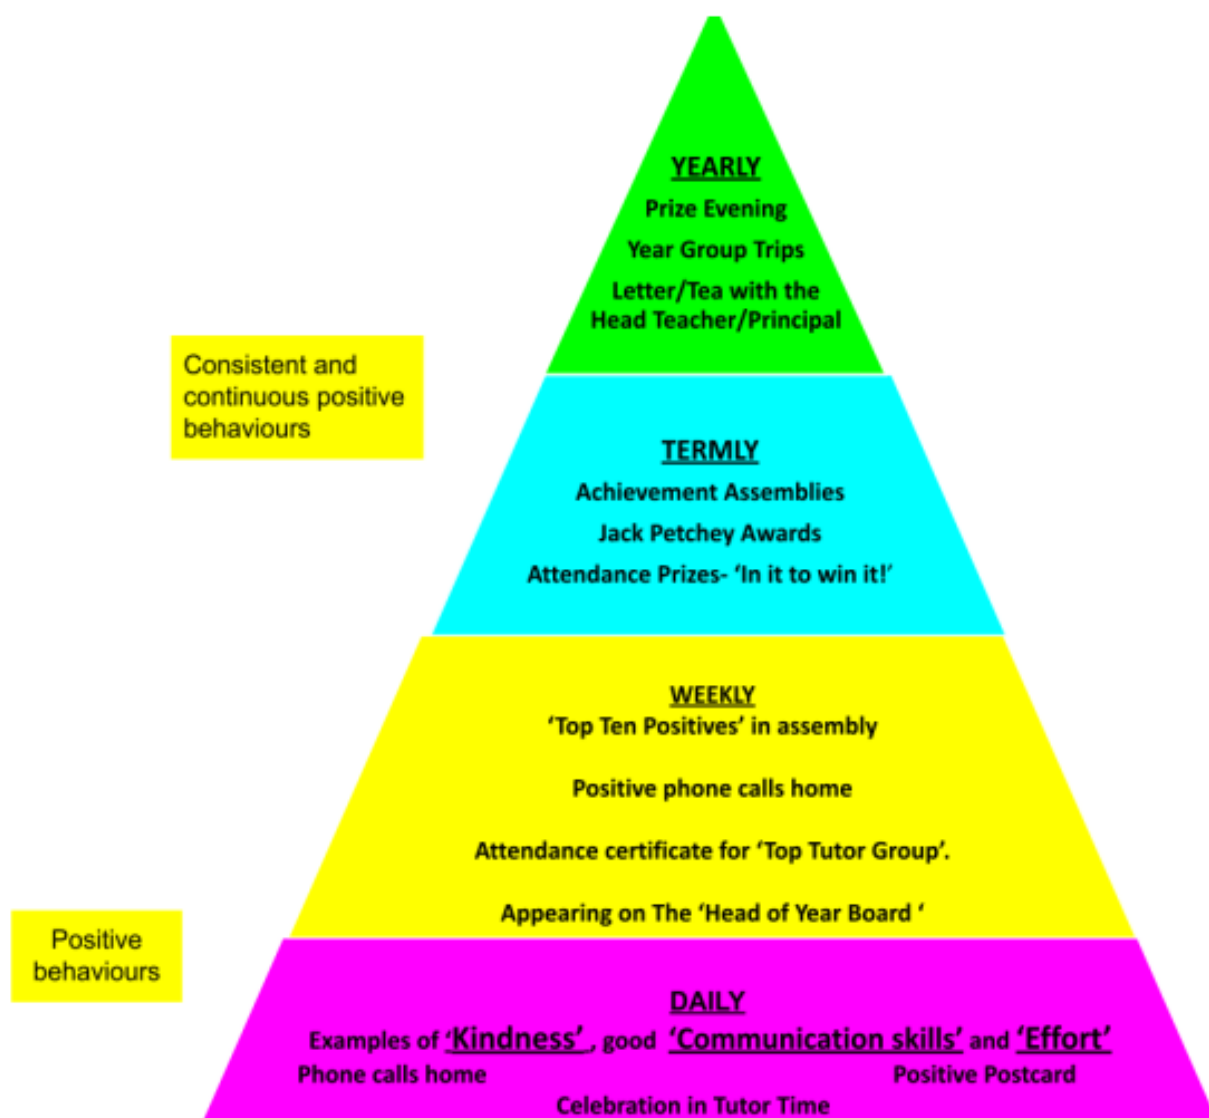 YEARLY
Prize Evening
Year Group Trips
Letter/Tea with the
Head Teacher/Principal
Consistent and
continuous positive
behaviours
TERMLY
Achievement Assemblies
Jack Petchey Awards
Attendance Prizes- ‘In it to win it!’
WEEKLY
‘Top Ten Positives’ in assembly
Positive phone calls home
Attendance certificate for ‘Top Tutor Group’.
Appearing on The ‘Head of Year Board ‘
Positive
behaviours
DAILY
Examples of ‘Kindness’ , good ‘Communication skills’ and ‘Effort’
Phone calls home Positive Postcard
Celebration in Tutor Time